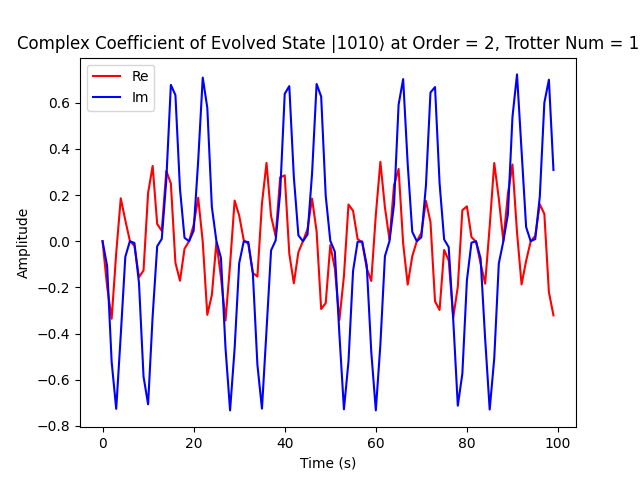 Complex Coefficient of Evolved State |1010⟩ at Order = 2, Trotter Num = 1
Re
Im
Amplitude
0.6
0.4
0.2
0.0
−0.2
−0.4
−0.6
−0.8
0 20 40 60 80 100
Time (s)